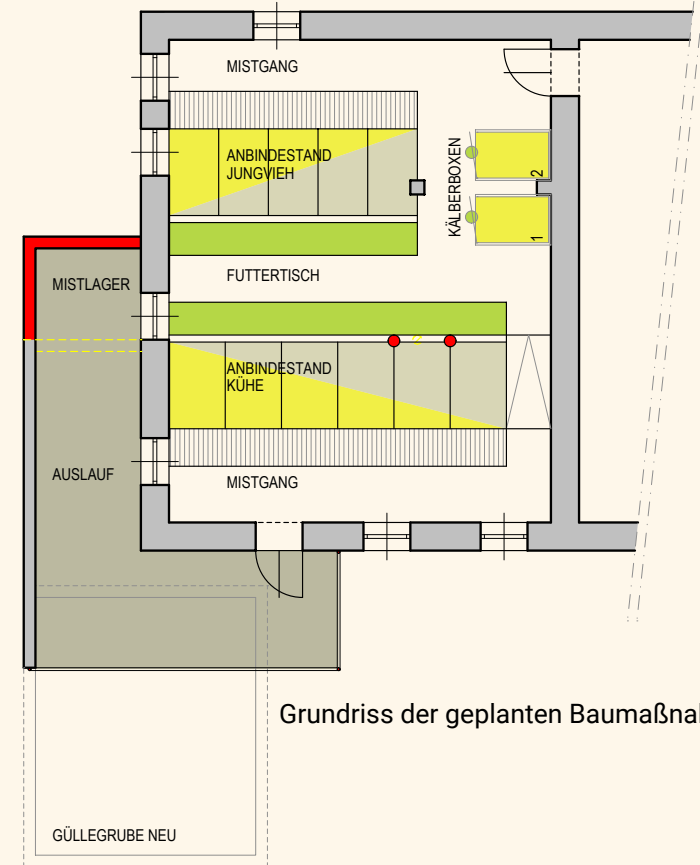 MISTGANG
ANBINDESTAND
JUNGVIEH
KÄLBERBOXEN
2
1
MISTLAGER
FUTTERTISCH
ANBINDESTAND
KÜHE
AUSLAUF
MISTGANG
Grundriss der geplanten Baumaßna
GÜLLEGRUBE NEU